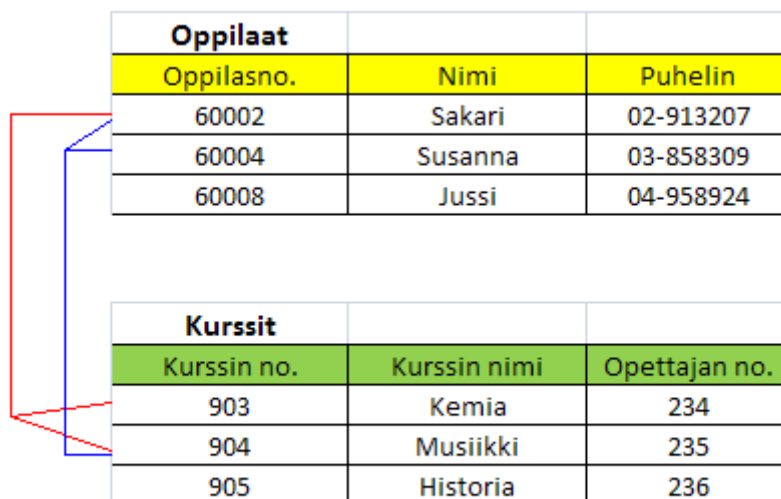 Oppilaat
Oppilasno. Nimi Puhelin
60002 Sakari 02-913207
60004 Susanna 03-858309
60008 Jussi 04-958924
Kurssit
Kurssin no. Kurssin nimi Opettajan no.
903 Kemia 234
904 Musiikki 235
905 Historia 236